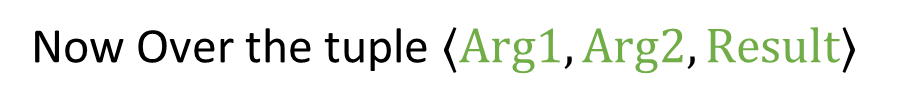 Now Over the tuple ⟨Arg1, Arg2, Result⟩